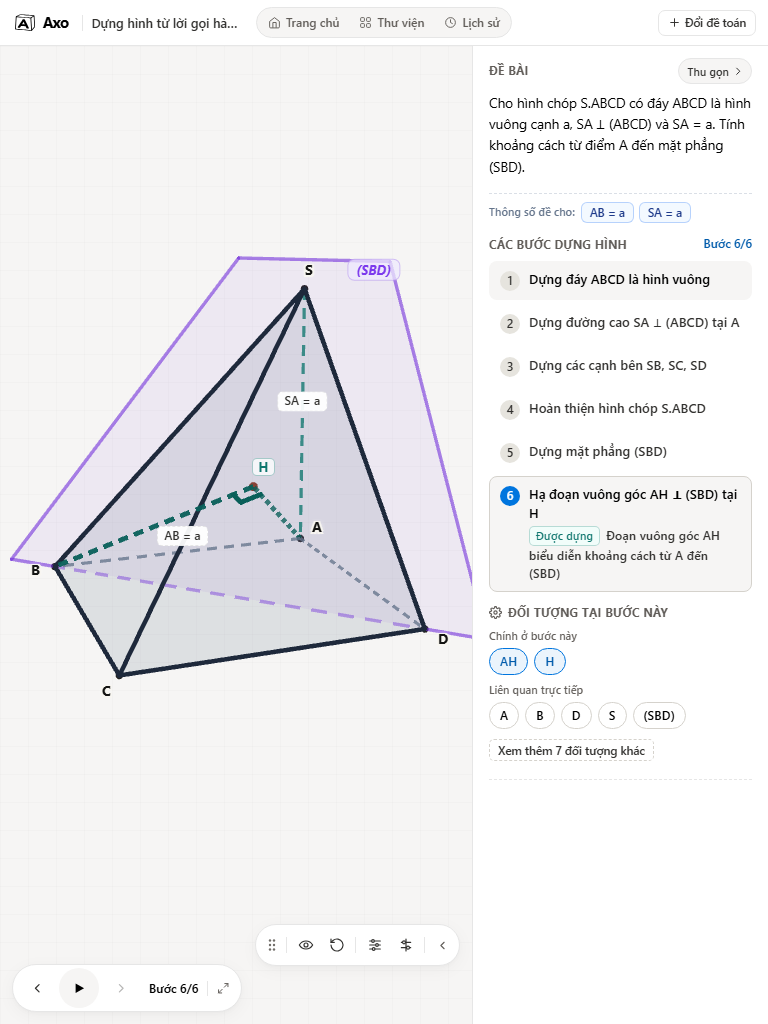 Axo
Dựng hình từ lời gọi hà...
Trang chủ
Thư viện
Lịch sử
Đổi đề toán
ĐỀ BÀI
Thu gọn
Cho hình chóp S.ABCD có đáy ABCD là hình
vuông cạnh a, SA ⊥ (ABCD) và SA = a. Tính
khoảng cách từ điểm A đến mặt phẳng
(SBD).
Thông số đề cho:
AB = a
SA = a
CÁC BƯỚC DỰNG HÌNH
Bước 6/6
1 Dựng đáy ABCD là hình vuông
2 Dựng đường cao SA ⊥ (ABCD) tại A
3 Dựng các cạnh bên SB, SC, SD
4 Hoàn thiện hình chóp S.ABCD
5 Dựng mặt phẳng (SBD)
6 Hạ đoạn vuông góc AH ⊥ (SBD) tại
H
Được dựng Đoạn vuông góc AH
biểu diễn khoảng cách từ A đến
(SBD)
ĐỐI TƯỢNG TẠI BƯỚC NÀY
Chính ở bước này
AH
H
Liên quan trực tiếp
A
B
D
S
(SBD)
Xem thêm 7 đối tượng khác
S
(SBD)
SA = a
H
A
AB = a
B
D
C
Bước 6/6